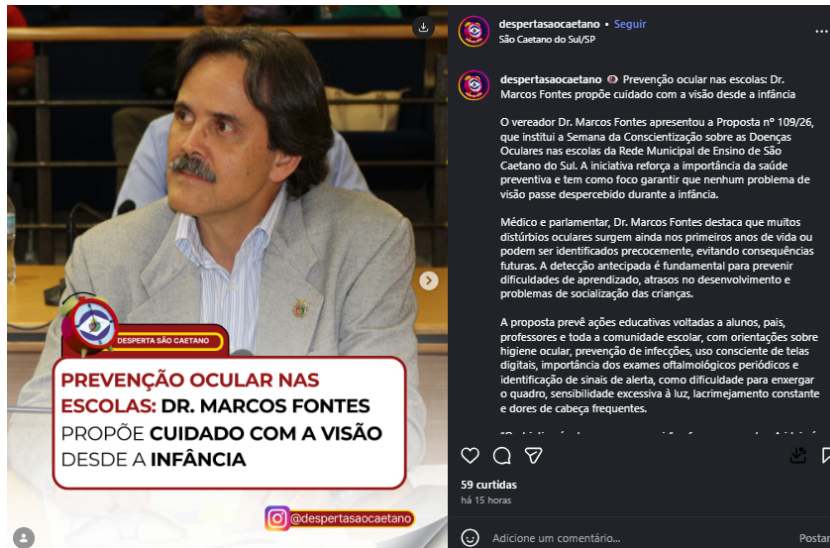 DESPERTA SÃO CAETANO
PREVENÇÃO OCULAR NAS
ESCOLAS: DR. MARCOS FONTES
PROPÕE CUIDADO COM A VISÃO
DESDE A INFÂNCIA
@despertasaocaetano
despertasaocaetano • Seguir
São Caetano do Sul/SP
despertasaocaetano 👁️ Prevenção ocular nas escolas: Dr.
Marcos Fontes propõe cuidado com a visão desde a infância
O vereador Dr. Marcos Fontes apresentou a Proposta nº 109/26,
que institui a Semana da Conscientização sobre as Doenças
Oculares nas escolas da Rede Municipal de Ensino de São
Caetano do Sul. A iniciativa reforça a importância da saúde
preventiva e tem como foco garantir que nenhum problema de
visão passe despercebido durante a infância.
Médico e parlamentar, Dr. Marcos Fontes destaca que muitos
distúrbios oculares surgem ainda nos primeiros anos de vida ou
podem ser identificados precocemente, evitando consequências
futuras. A detecção antecipada é fundamental para prevenir
dificuldades de aprendizado, atrasos no desenvolvimento e
problemas de socialização das crianças.
A proposta prevê ações educativas voltadas a alunos, pais,
professores e toda a comunidade escolar, com orientações sobre
higiene ocular, prevenção de infecções, uso consciente de telas
digitais, importância dos exames oftalmológicos periódicos e
identificação de sinais de alerta, como dificuldade para enxergar
o quadro, sensibilidade excessiva à luz, lacrimejamento constante
e dores de cabeça frequentes.
59 curtidas
há 15 horas
Adicione um comentário...
Postar